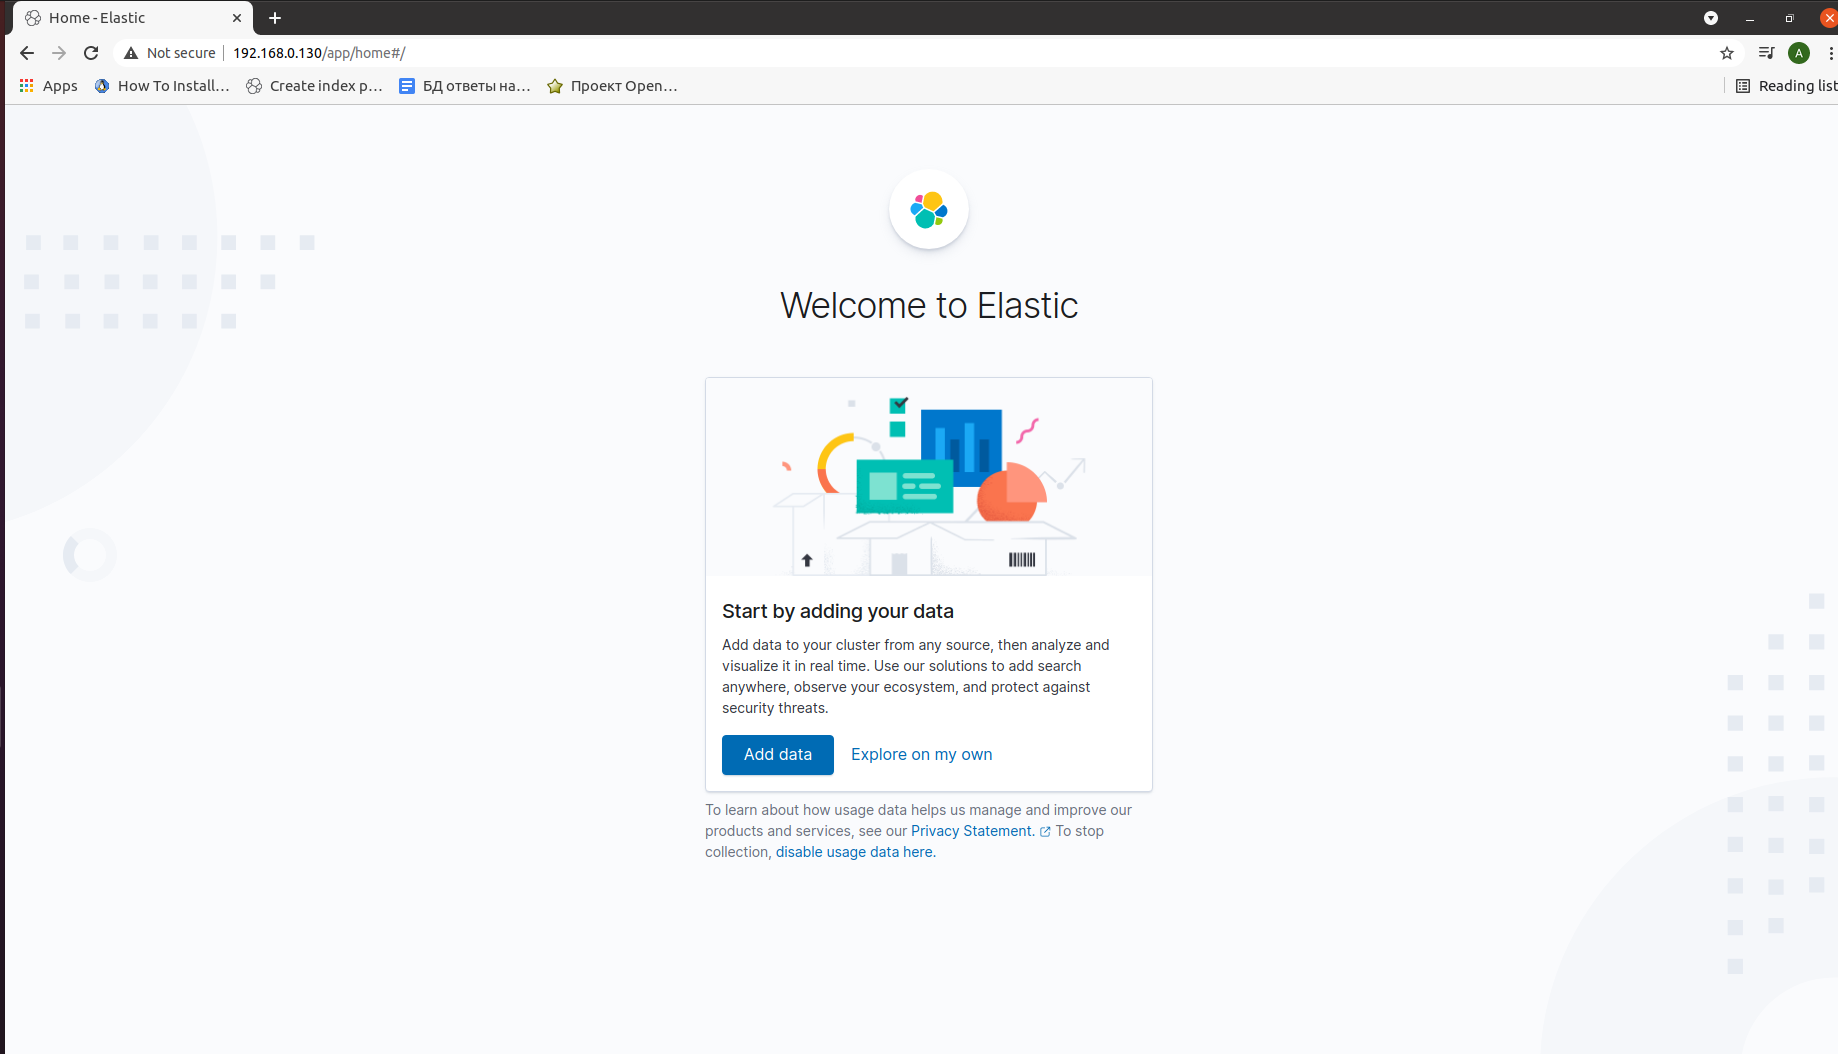 Home - Elastic
Not secure 192.168.0.130/app/home#/
A
Apps How To Install... Create index p... БД ответы на... Проект Open... Reading list
Welcome to Elastic
Start by adding your data
Add data to your cluster from any source, then analyze and
visualize it in real time. Use our solutions to add search
anywhere, observe your ecosystem, and protect against
security threats.
Add data Explore on my own
To learn about how usage data helps us manage and improve our
products and services, see our Privacy Statement. To stop
collection, disable usage data here.